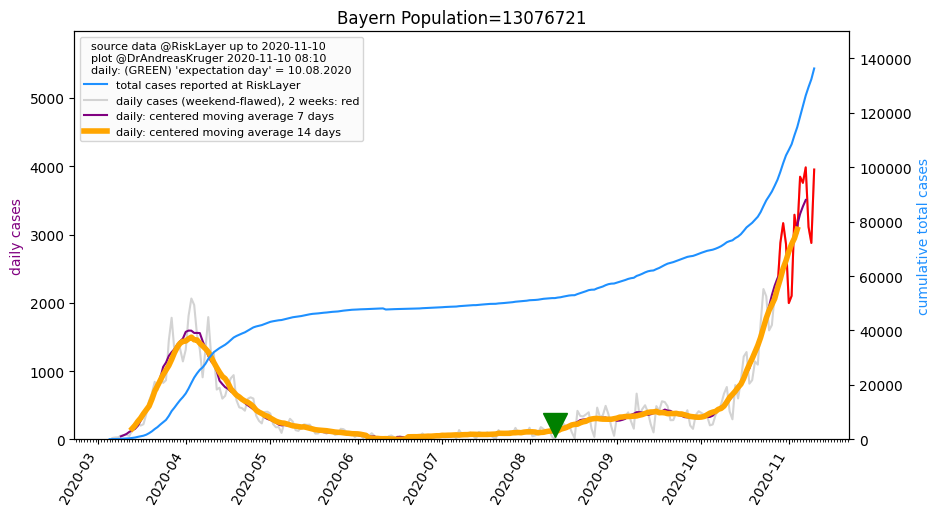 Bayern Population=13076721
source data @RiskLayer up to 2020-11-10
plot @DrAndreasKruger 2020-11-10 08:10
daily: (GREEN) 'expectation day' = 10.08.2020
total cases reported at RiskLayer
daily cases (weekend-flawed), 2 weeks: red
daily: centered moving average 7 days
daily: centered moving average 14 days
daily cases
5000
4000
3000
2000
1000
0
cumulative total cases
140000
120000
100000
80000
60000
40000
20000
0
2020-03
2020-04
2020-05
2020-06
2020-07
2020-08
2020-09
2020-10
2020-11